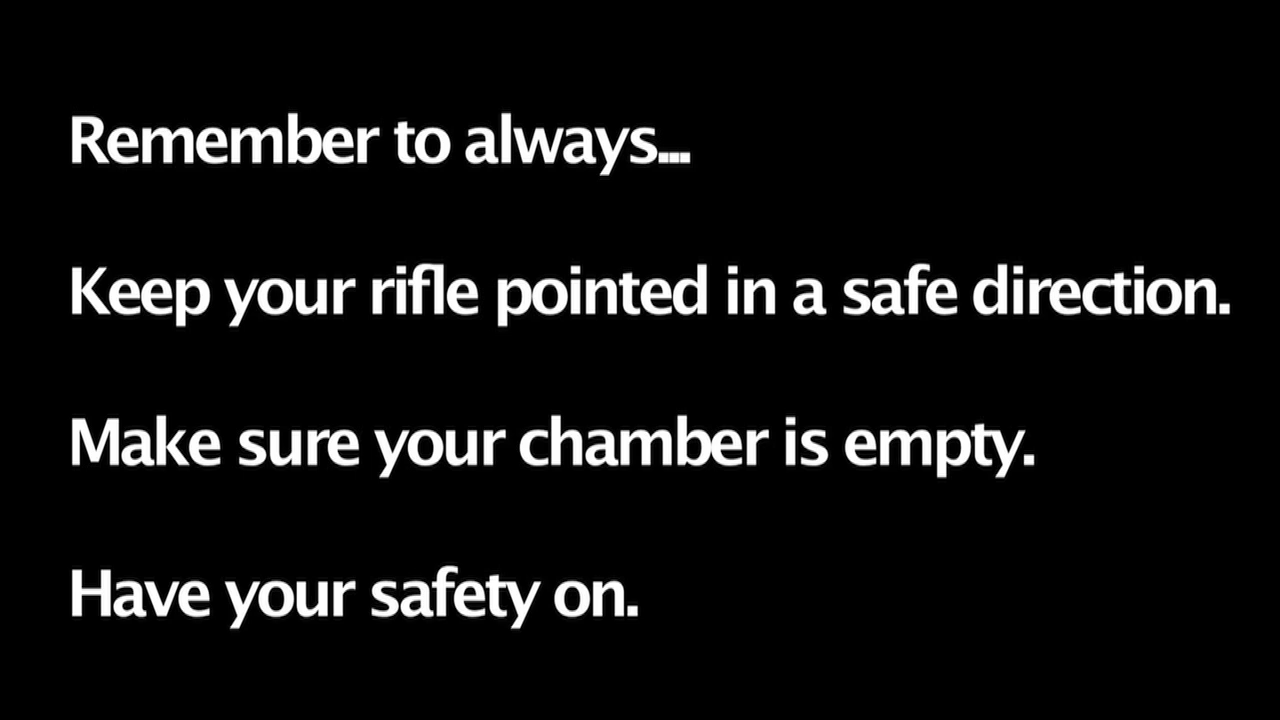 Remember to always...
Keep your rifle pointed in a safe direction.
Make sure your chamber is empty.
Have your safety on.